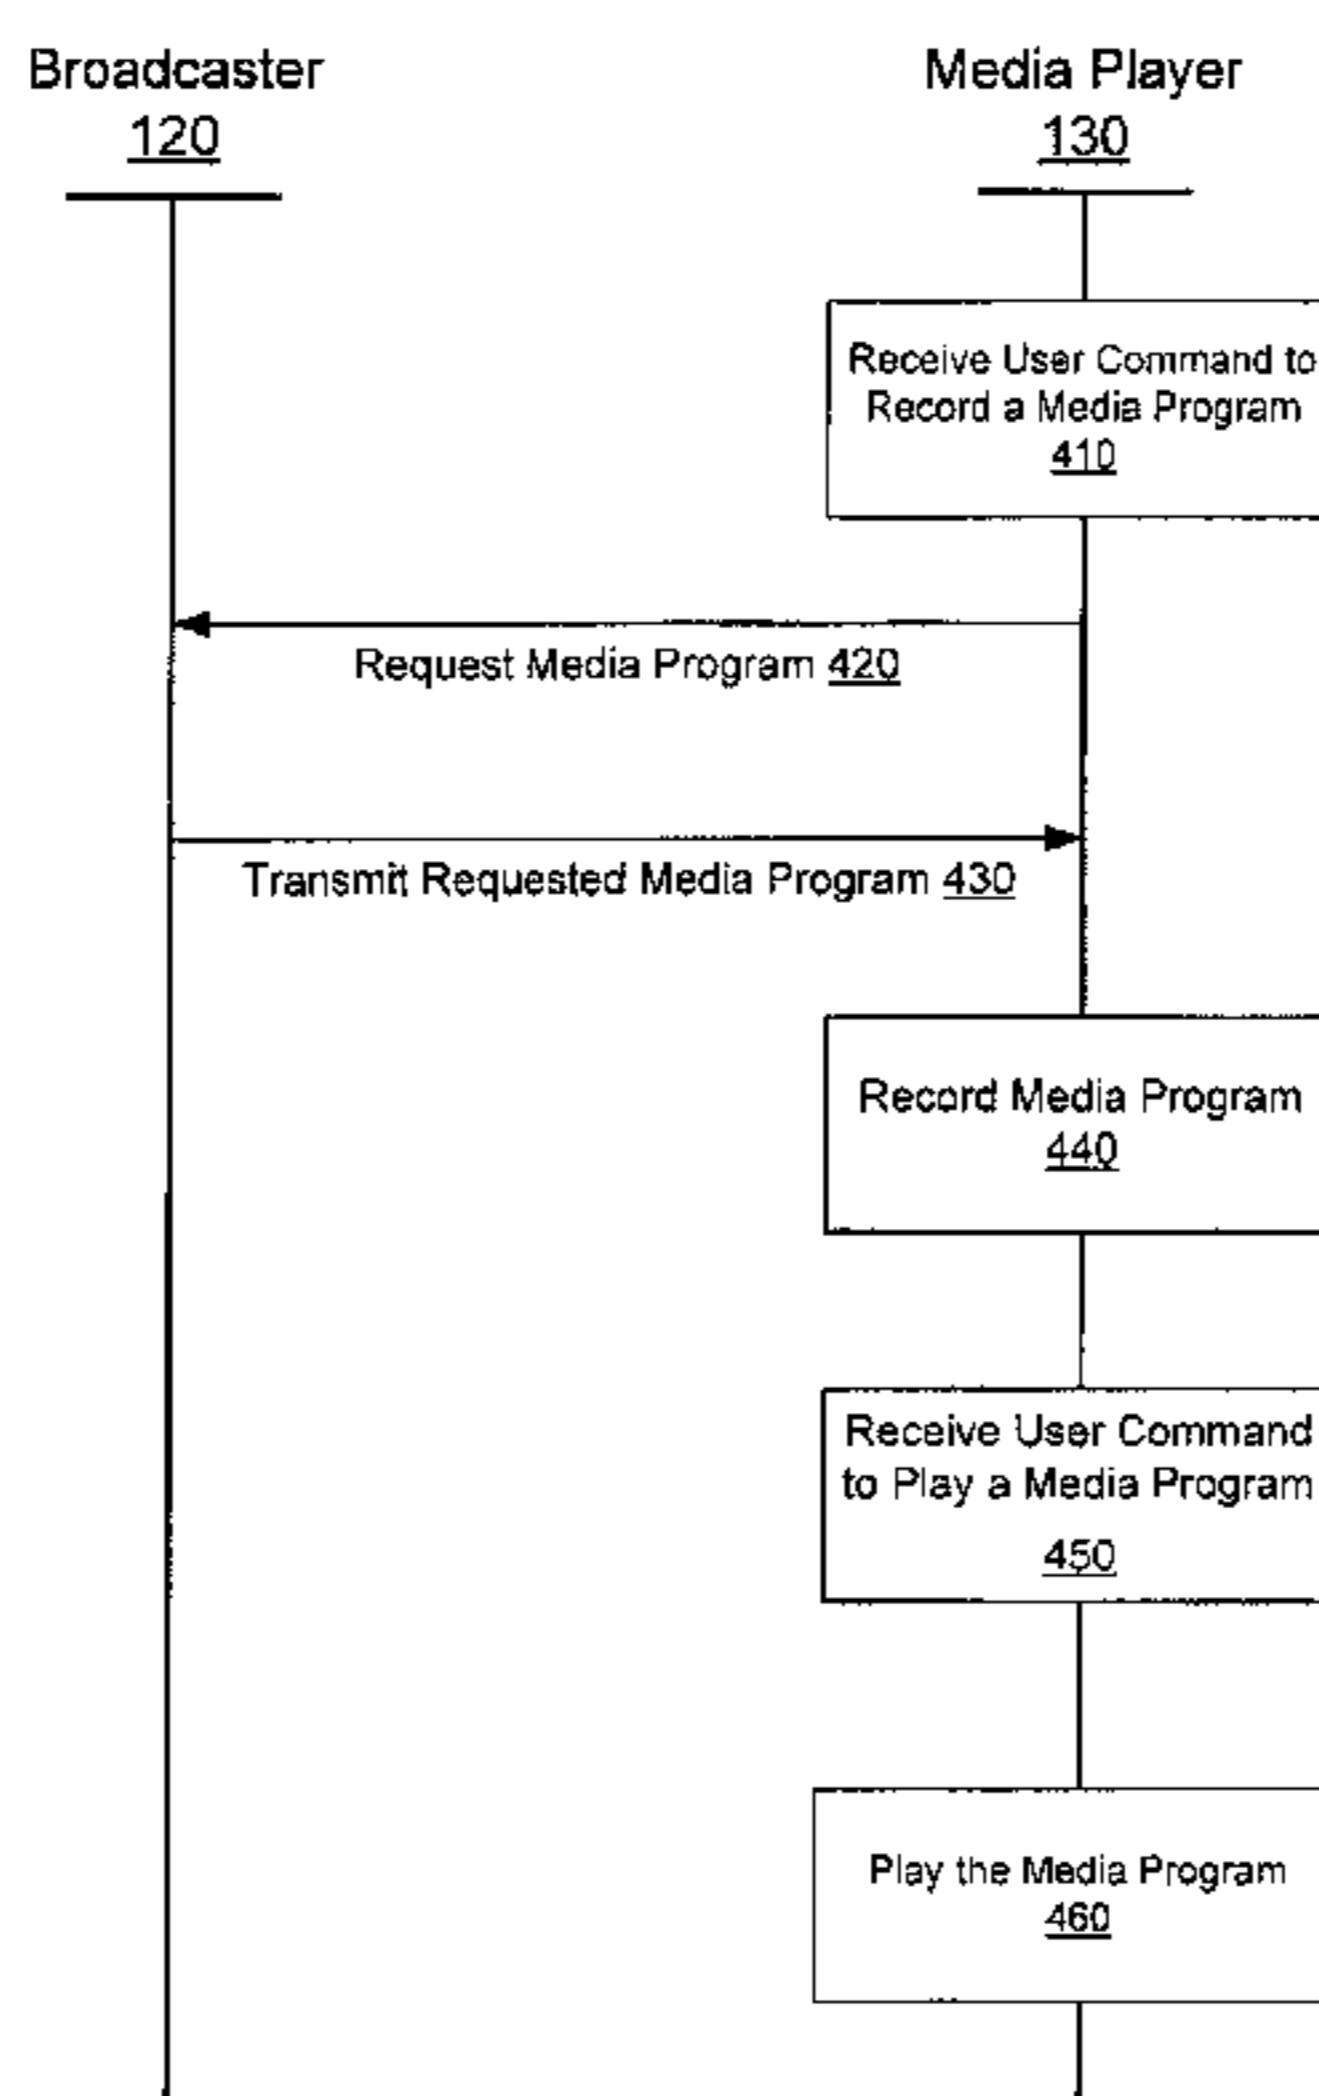 Broadcaster
120
Media Player
130
Receive User Command to
Record a Media Program
410
Request Media Program 420
Transmit Requested Media Program 430
Record Media Program
440
Receive User Command
to Play a Media Program
450
Play the Media Program
460